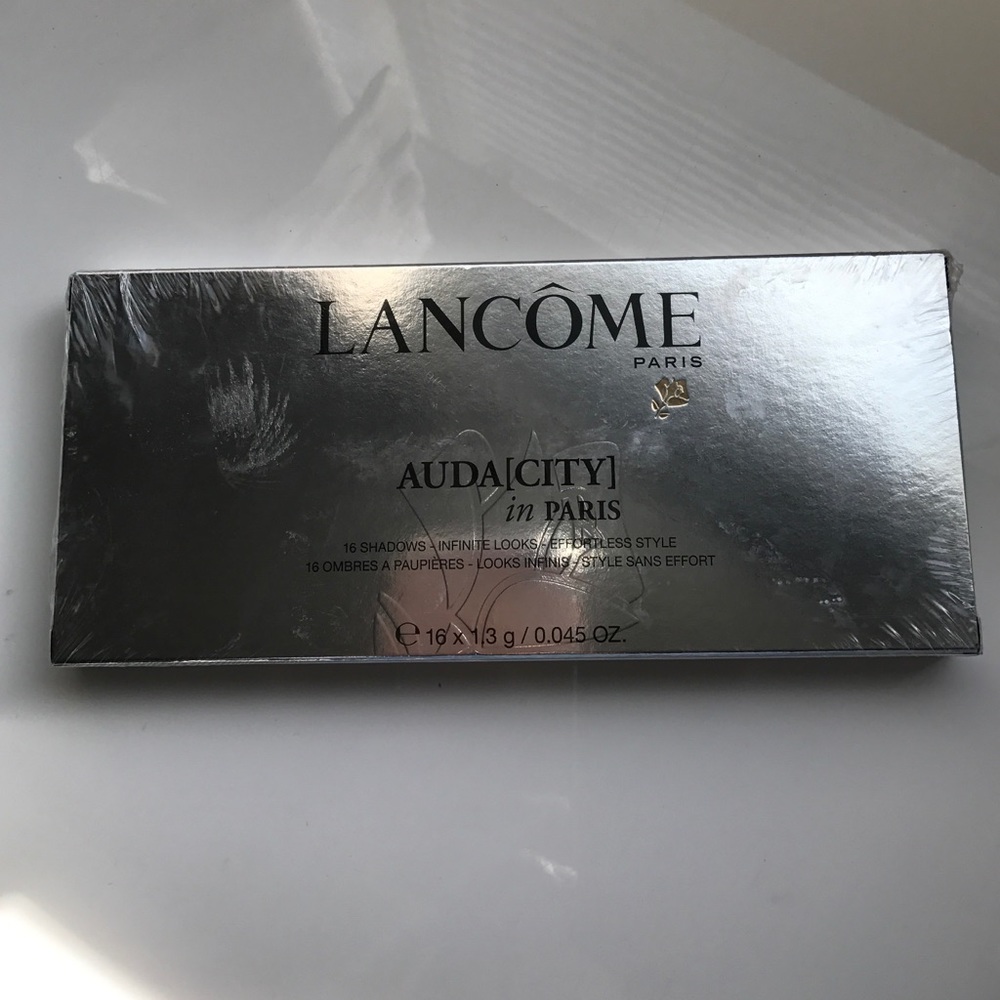 LANCÔME
PARIS
AUDA[CITY]
in PARIS
16 SHADOWS - INFINITE LOOKS - EFFORTLESS STYLE
16 OMBRES A PAUPIÈRES - LOOKS INFINIS - STYLE SANS EFFORT
℮ 16 x 1.3 g / 0.045 OZ.